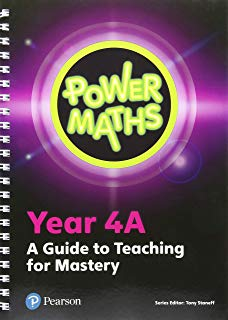 POWER
MATHS
Year 4A
A Guide to Teaching
for Mastery
Pearson
Series Editor: Tony Staneff